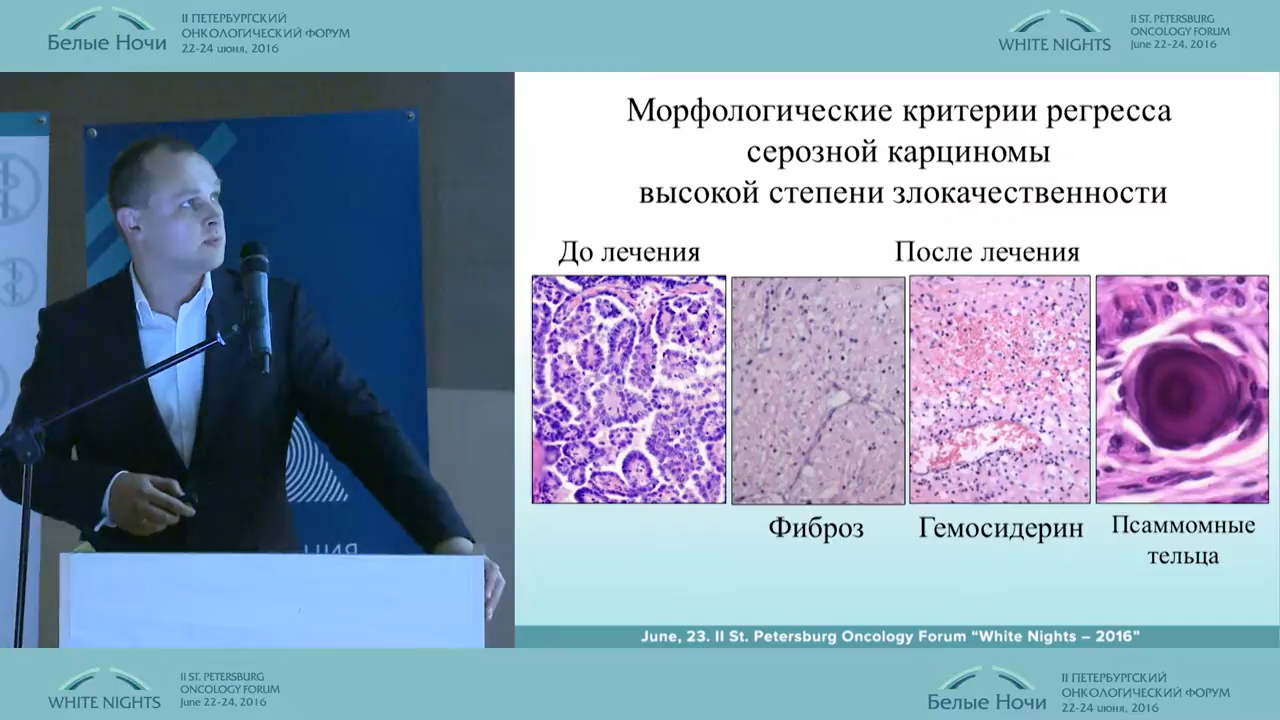 Белые Ночи
II ПЕТЕРБУРГСКИЙ
ОНКОЛОГИЧЕСКИЙ ФОРУМ
22-24 июня, 2016
WHITE NIGHTS
II ST. PETERSBURG
ONCOLOGY FORUM
June 22-24, 2016
Морфологические критерии регресса
серозной карциномы
высокой степени злокачественности
До лечения
После лечения
Фиброз
Гемосидерин
Псаммомные
тельца
June, 23. II St. Petersburg Oncology Forum “White Nights – 2016”
WHITE NIGHTS
II ST. PETERSBURG
ONCOLOGY FORUM
June 22-24, 2016
Белые Ночи
II ПЕТЕРБУРГСКИЙ
ОНКОЛОГИЧЕСКИЙ ФОРУМ
22-24 июня, 2016